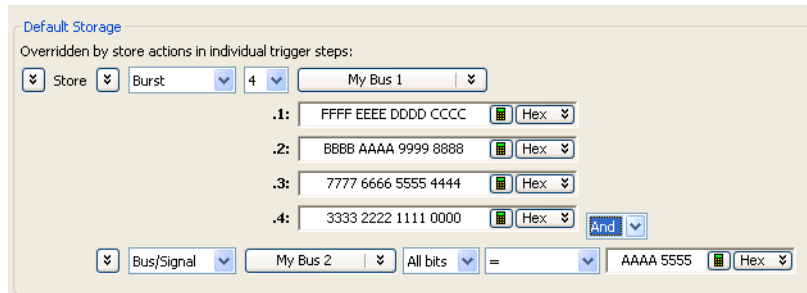 Default Storage
Overridden by store actions in individual trigger steps:
Store Burst 4 My Bus 1
.1: FFFF EEEE DDDD CCCC Hex
.2: BBBB AAAA 9999 8888 Hex
.3: 7777 6666 5555 4444 Hex
.4: 3333 2222 1111 0000 Hex And
Bus/Signal My Bus 2 All bits = AAAA 5555 Hex